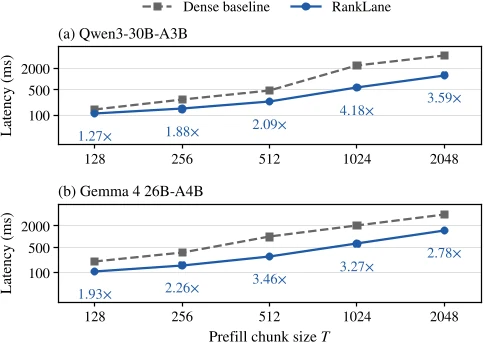 Dense baseline RankLane
(a) Qwen3-30B-A3B
Latency (ms)
2000
500
100
1.27×
1.88×
2.09×
4.18×
3.59×
128 256 512 1024 2048
(b) Gemma 4 26B-A4B
Latency (ms)
2000
500
100
1.93×
2.26×
3.46×
3.27×
2.78×
128 256 512 1024 2048
Prefill chunk size T